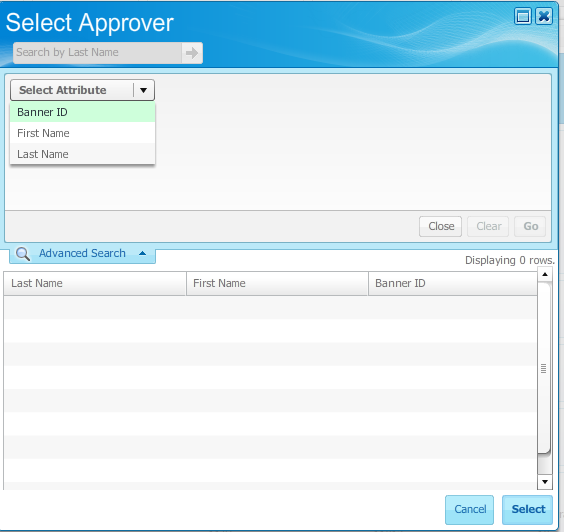 Select Approver
Search by Last Name
Select Attribute
Banner ID
First Name
Last Name
Close Clear Go
Advanced Search
Displaying 0 rows.
Last Name First Name Banner ID
Cancel Select